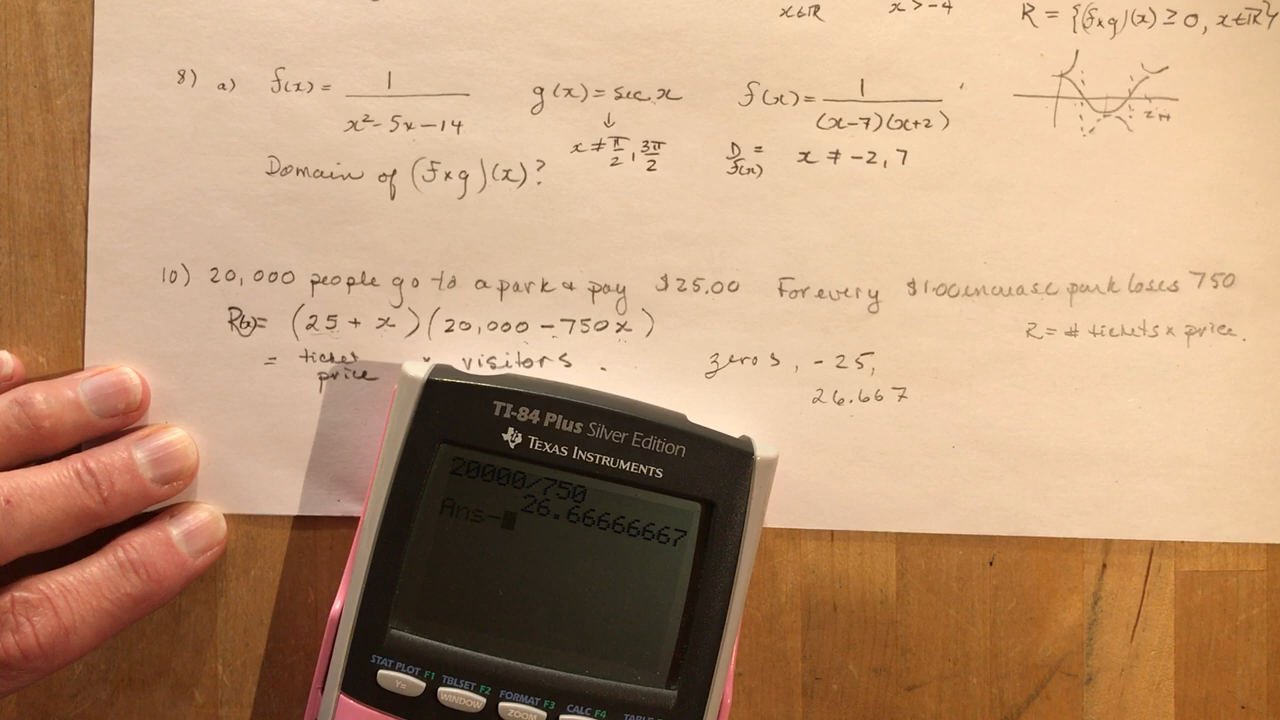 x∈ℝ x > -4 R = {(f×g)(x) ≥ 0, x∈ℝ}
8) a) f(x) = 1 / (x² - 5x - 14) g(x) = sec x f(x) = 1 / ((x-7)(x+2))
↓
x ≠ π/2, 3π/2 D f(x) = x ≠ -2, 7
2π
Domain of (f×g)(x)?
10) 20,000 people go to a park & pay $25.00 For every $1.00 increase park loses 750
R(x) = (25 + x)(20,000 - 750x) R = # tickets × price.
= ticket price × visitors. zeros, -25,
26.667
TI-84 Plus Silver Edition
TEXAS INSTRUMENTS
20000/750
26.66666667
Ans-
STAT PLOT F1 TBLSET F2 FORMAT F3 CALC F4
Y= WINDOW ZOOM